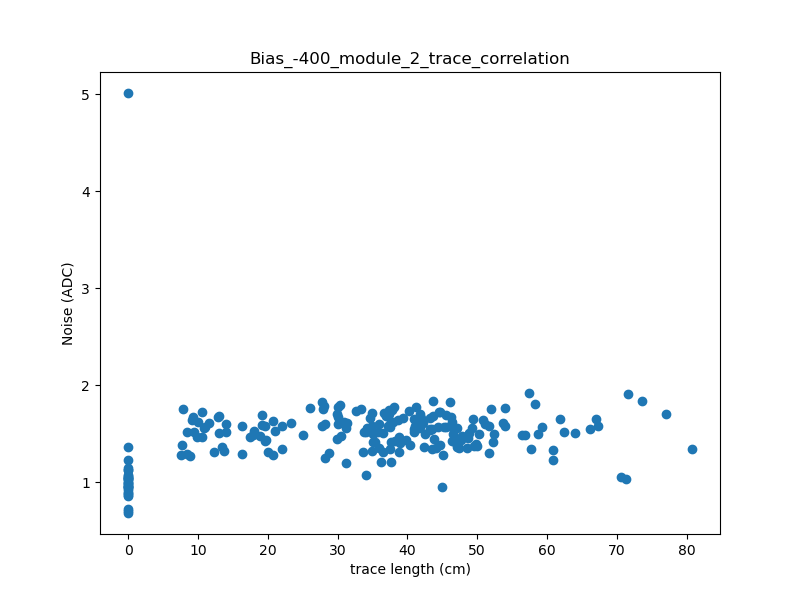 Bias_-400_module_2_trace_correlation
5
4
3
2
1
Noise (ADC)
0 10 20 30 40 50 60 70 80
trace length (cm)